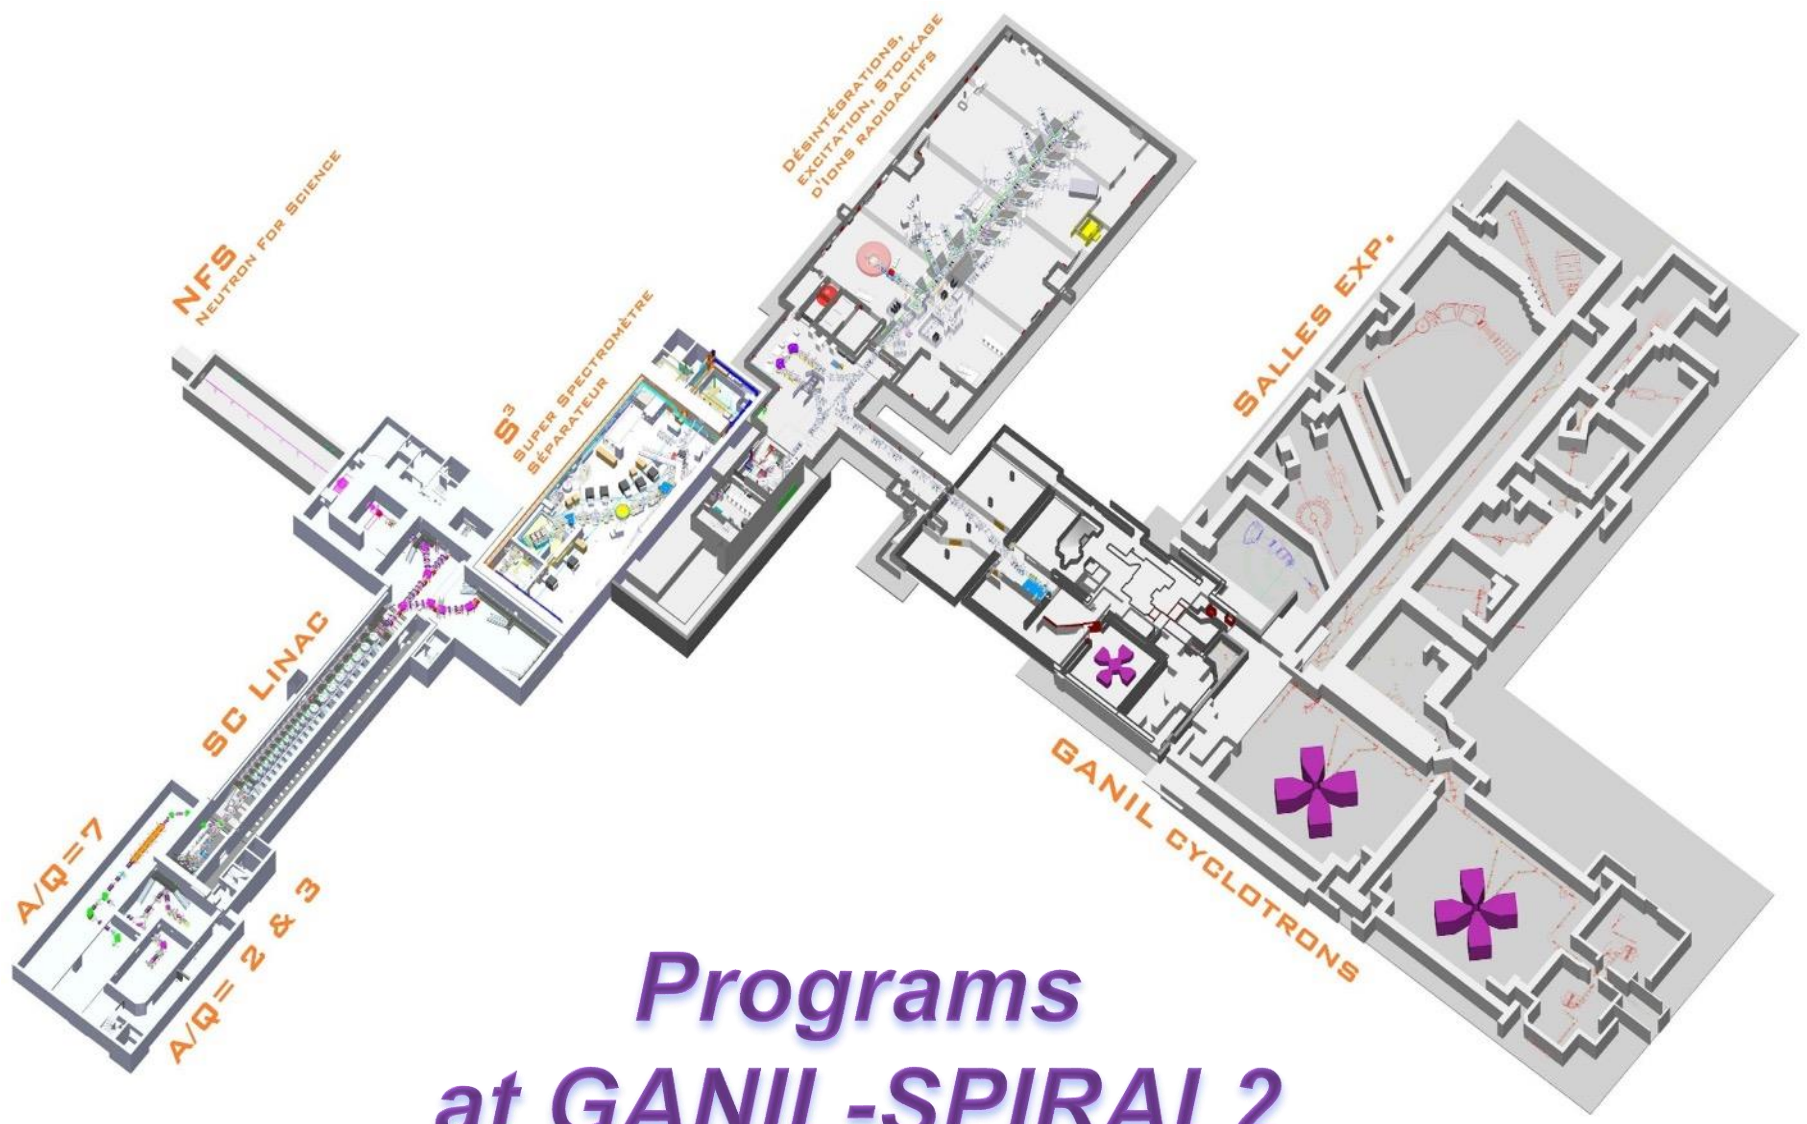 NFS
NEUTRON FOR SCIENCE
S³
SUPER SPECTROMÈTRE
SÉPARATEUR
DÉSINTÉGRATIONS,
EXCITATION, STOCKAGE
D'IONS RADIOACTIFS
SALLES EXP.
SC LINAC
A/Q=7
A/Q= 2 & 3
GANIL CYCLOTRONS
Programs
at GANIL-SPIRAL2